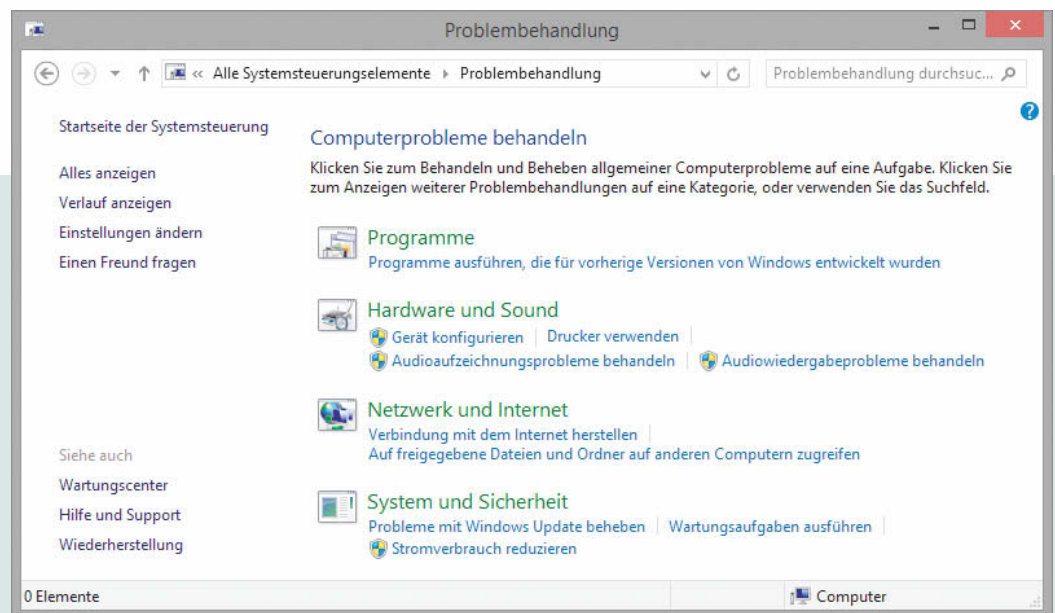 Problembehandlung
« Alle Systemsteuerungselemente Problembehandlung
Problembehandlung durchsuc...
Startseite der Systemsteuerung
Alles anzeigen
Verlauf anzeigen
Einstellungen ändern
Einen Freund fragen
Siehe auch
Wartungscenter
Hilfe und Support
Wiederherstellung
Computerprobleme behandeln
Klicken Sie zum Behandeln und Beheben allgemeiner Computerprobleme auf eine Aufgabe. Klicken Sie
zum Anzeigen weiterer Problembehandlungen auf eine Kategorie, oder verwenden Sie das Suchfeld.
Programme
Programme ausführen, die für vorherige Versionen von Windows entwickelt wurden
Hardware und Sound
Gerät konfigurieren Drucker verwenden
Audioaufzeichnungsprobleme behandeln Audiowiedergabeprobleme behandeln
Netzwerk und Internet
Verbindung mit dem Internet herstellen
Auf freigegebene Dateien und Ordner auf anderen Computern zugreifen
System und Sicherheit
Probleme mit Windows Update beheben Wartungsaufgaben ausführen
Stromverbrauch reduzieren
0 Elemente
Computer